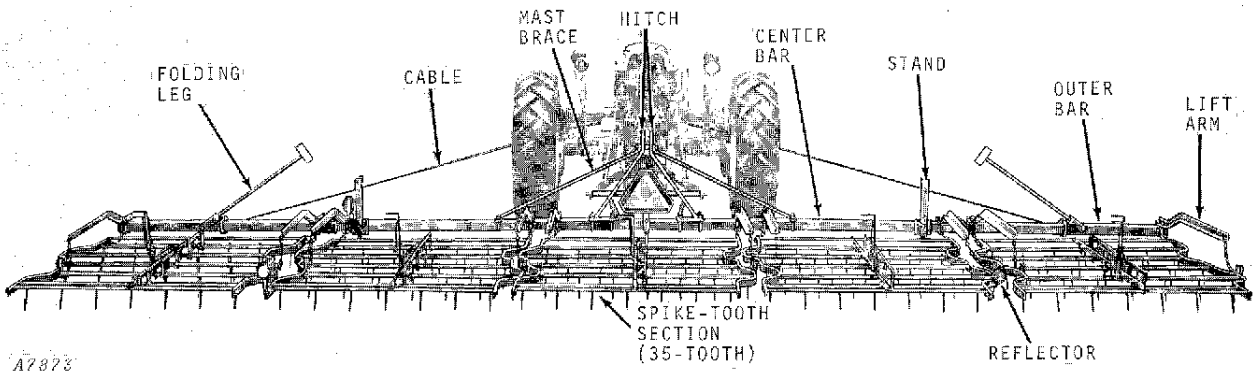 MAST
BRACE
HITCH
CENTER
BAR
FOLDING
LEG
CABLE
STAND
OUTER
BAR
LIFT
ARM
SPIKE-TOOTH
SECTION
(35-TOOTH)
REFLECTOR
A7873